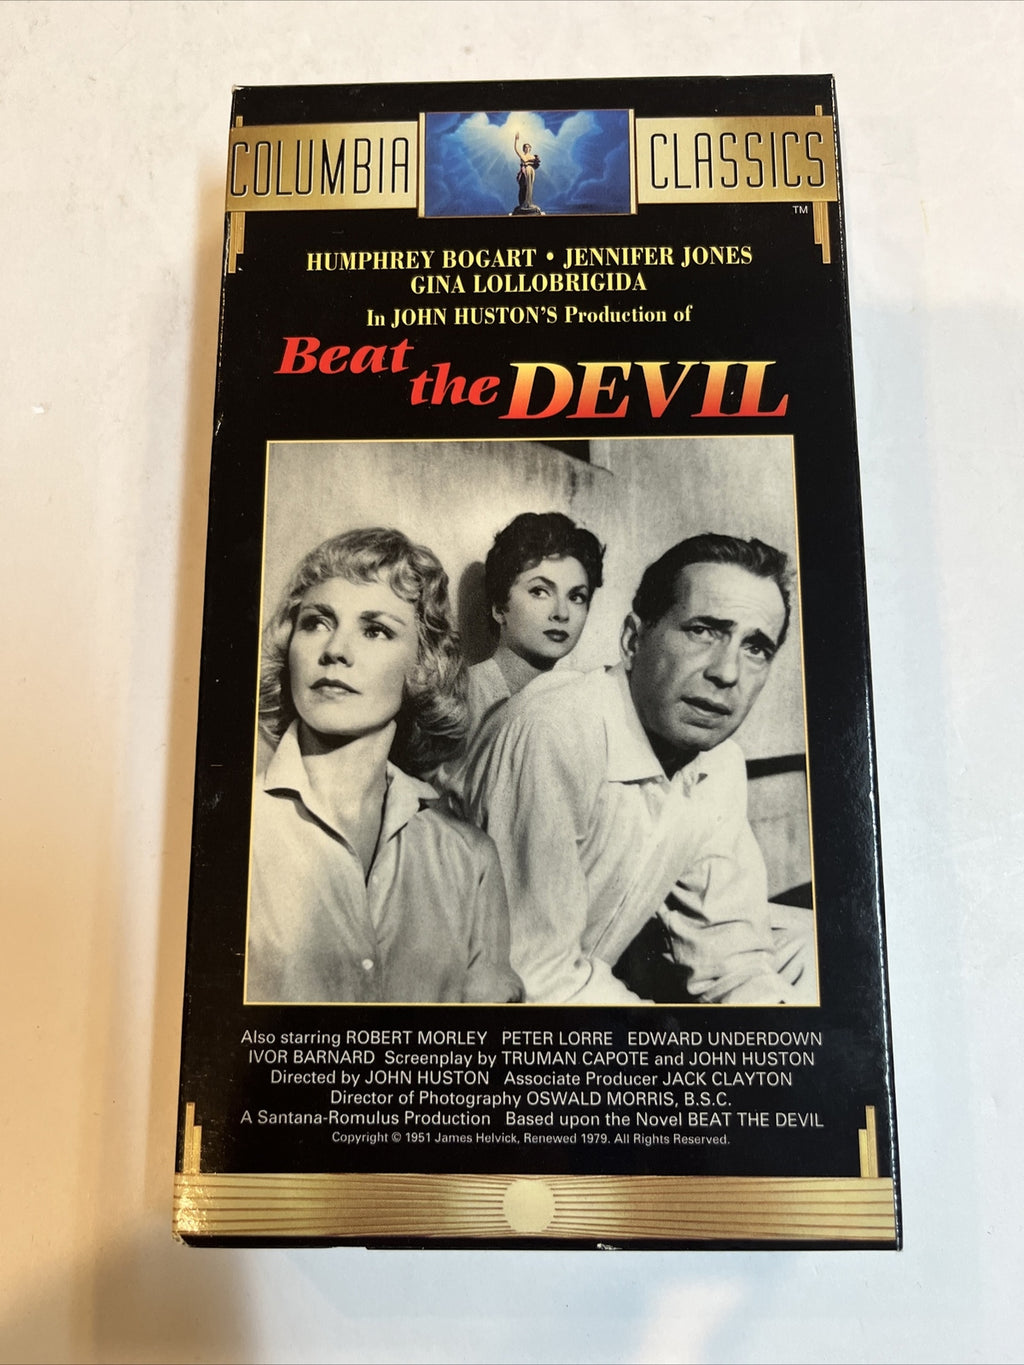 COLUMBIA CLASSICS
TM
HUMPHREY BOGART • JENNIFER JONES
GINA LOLLOBRIGIDA
In JOHN HUSTON'S Production of
Beat the DEVIL
Also starring ROBERT MORLEY PETER LORRE EDWARD UNDERDOWN
IVOR BARNARD Screenplay by TRUMAN CAPOTE and JOHN HUSTON
Directed by JOHN HUSTON Associate Producer JACK CLAYTON
Director of Photography OSWALD MORRIS, B.S.C.
A Santana-Romulus Production Based upon the Novel BEAT THE DEVIL
Copyright © 1951 James Helvick, Renewed 1979. All Rights Reserved.